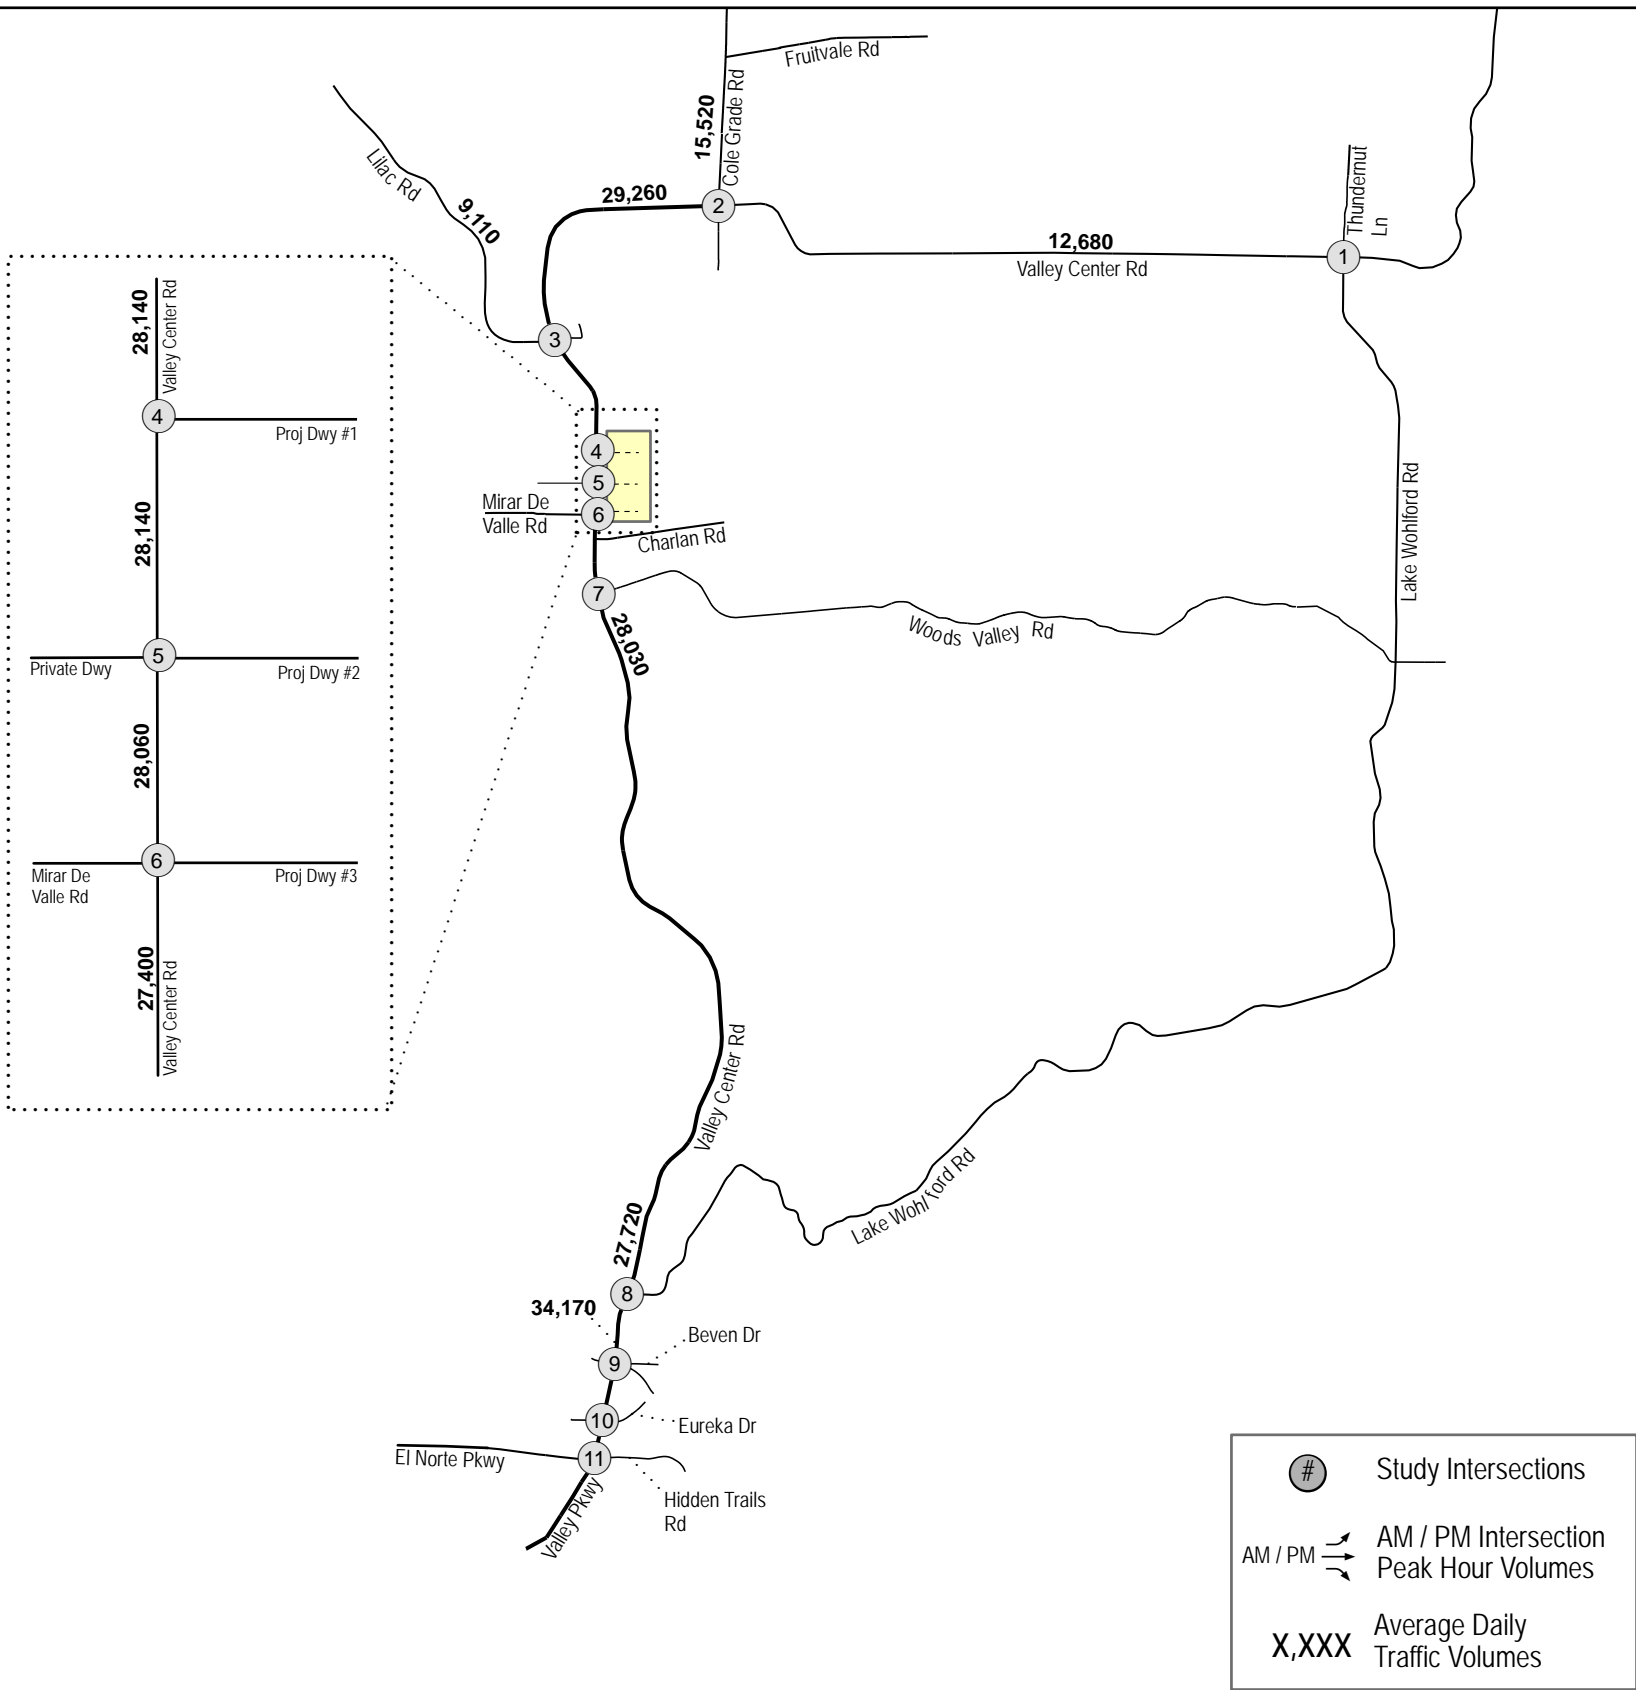 Fruitvale Rd
15,520
Cole Grade Rd
Lilac Rd
9,110
29,260
2
Thundernut
Ln
12,680
Valley Center Rd
1
3
28,140
Valley Center Rd
4
Proj Dwy #1
28,140
5
Private Dwy
Proj Dwy #2
28,060
6
Mirar De
Valle Rd
Proj Dwy #3
27,400
Valley Center Rd
4
5
6
Mirar De
Valle Rd
Charlan Rd
7
28,030
Woods Valley Rd
Lake Wohlford Rd
Valley Center Rd
27,720
Lake Wohlford Rd
8
34,170
9
Beven Dr
10
Eureka Dr
El Norte Pkwy
11
Hidden Trails
Rd
Valley Pkwy
# Study Intersections
AM / PM
AM / PM Intersection
Peak Hour Volumes
X,XXX
Average Daily
Traffic Volumes